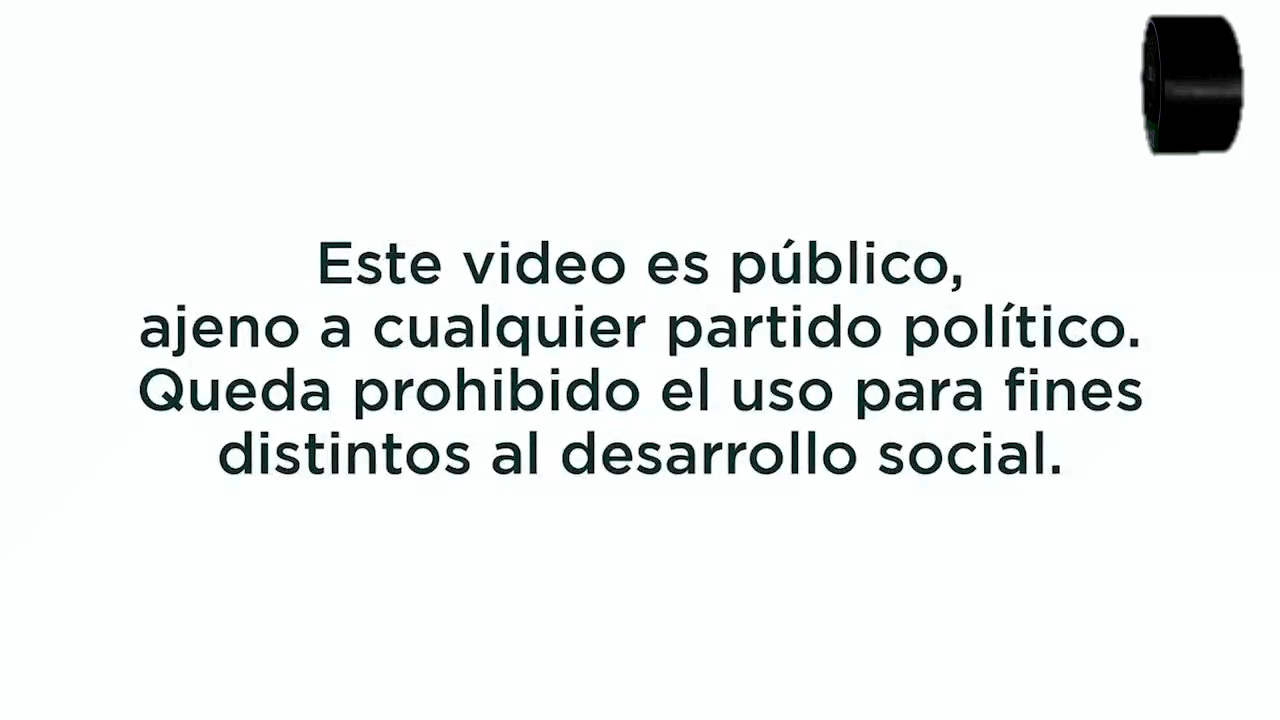 Este video es público,
ajeno a cualquier partido político.
Queda prohibido el uso para fines
distintos al desarrollo social.